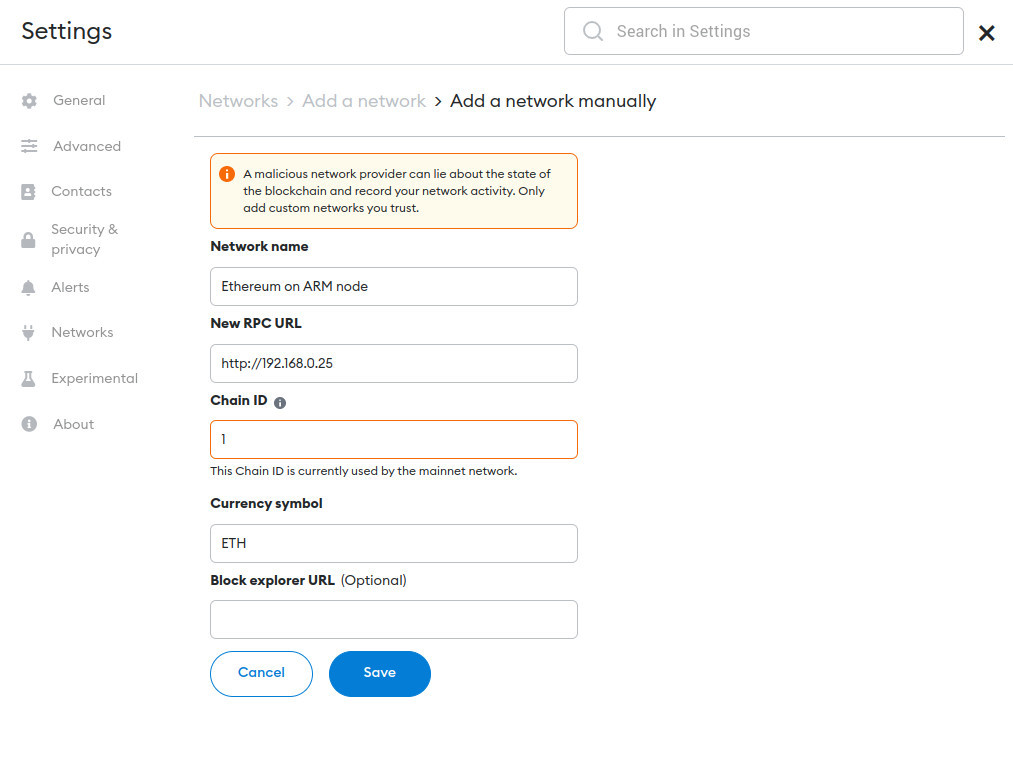 Settings
Search in Settings
General
Advanced
Contacts
Security &
privacy
Alerts
Networks
Experimental
About
Networks > Add a network > Add a network manually
A malicious network provider can lie about the state of
the blockchain and record your network activity. Only
add custom networks you trust.
Network name
Ethereum on ARM node
New RPC URL
http://192.168.0.25
Chain ID
1
This Chain ID is currently used by the mainnet network.
Currency symbol
ETH
Block explorer URL (Optional)
Cancel
Save